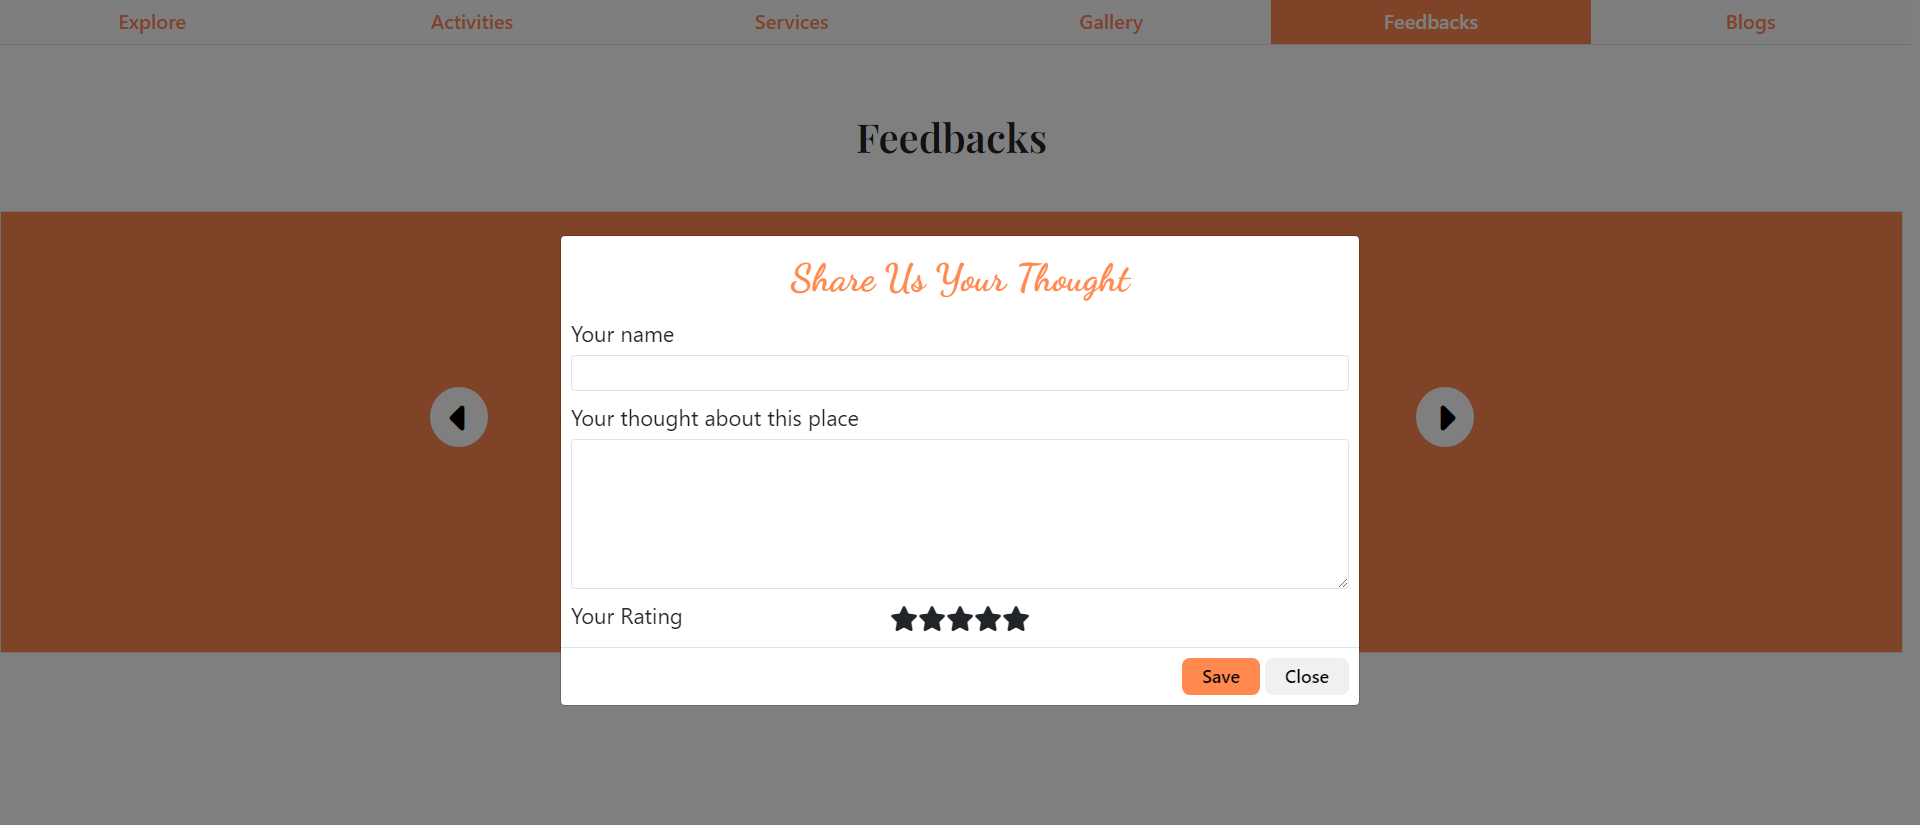 Explore Activities Services Gallery Feedbacks Blogs
Feedbacks
Share Us Your Thought
Your name
Your thought about this place
Your Rating
Save Close